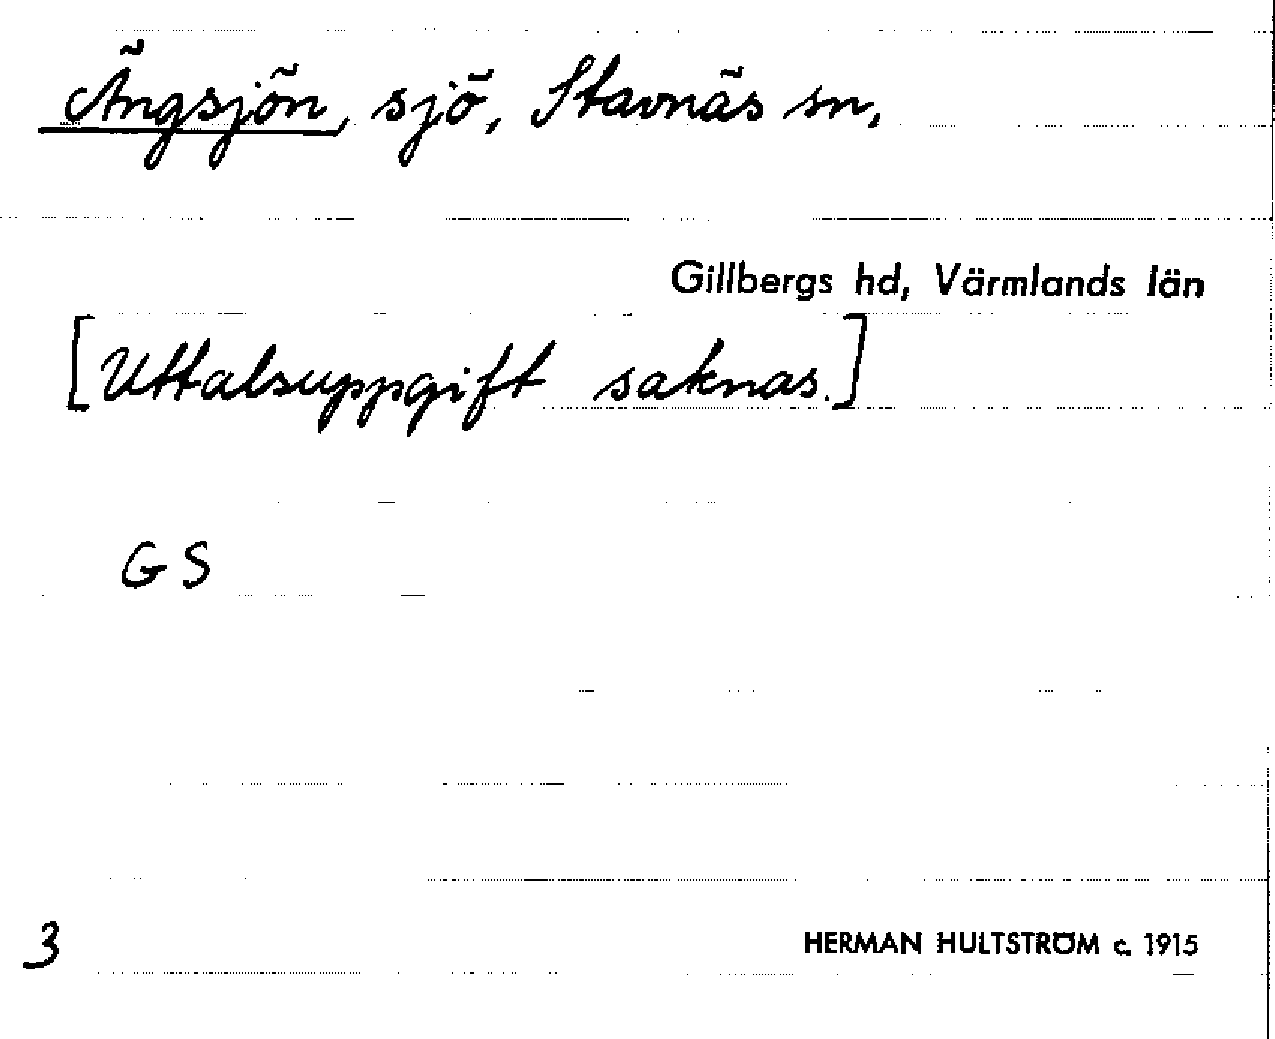 Ängsjön, sjö, Stavnäs sn,
Gillbergs hd, Värmlands län
[Uttalsuppgift saknas.]
GS
3
HERMAN HULTSTRÖM c. 1915